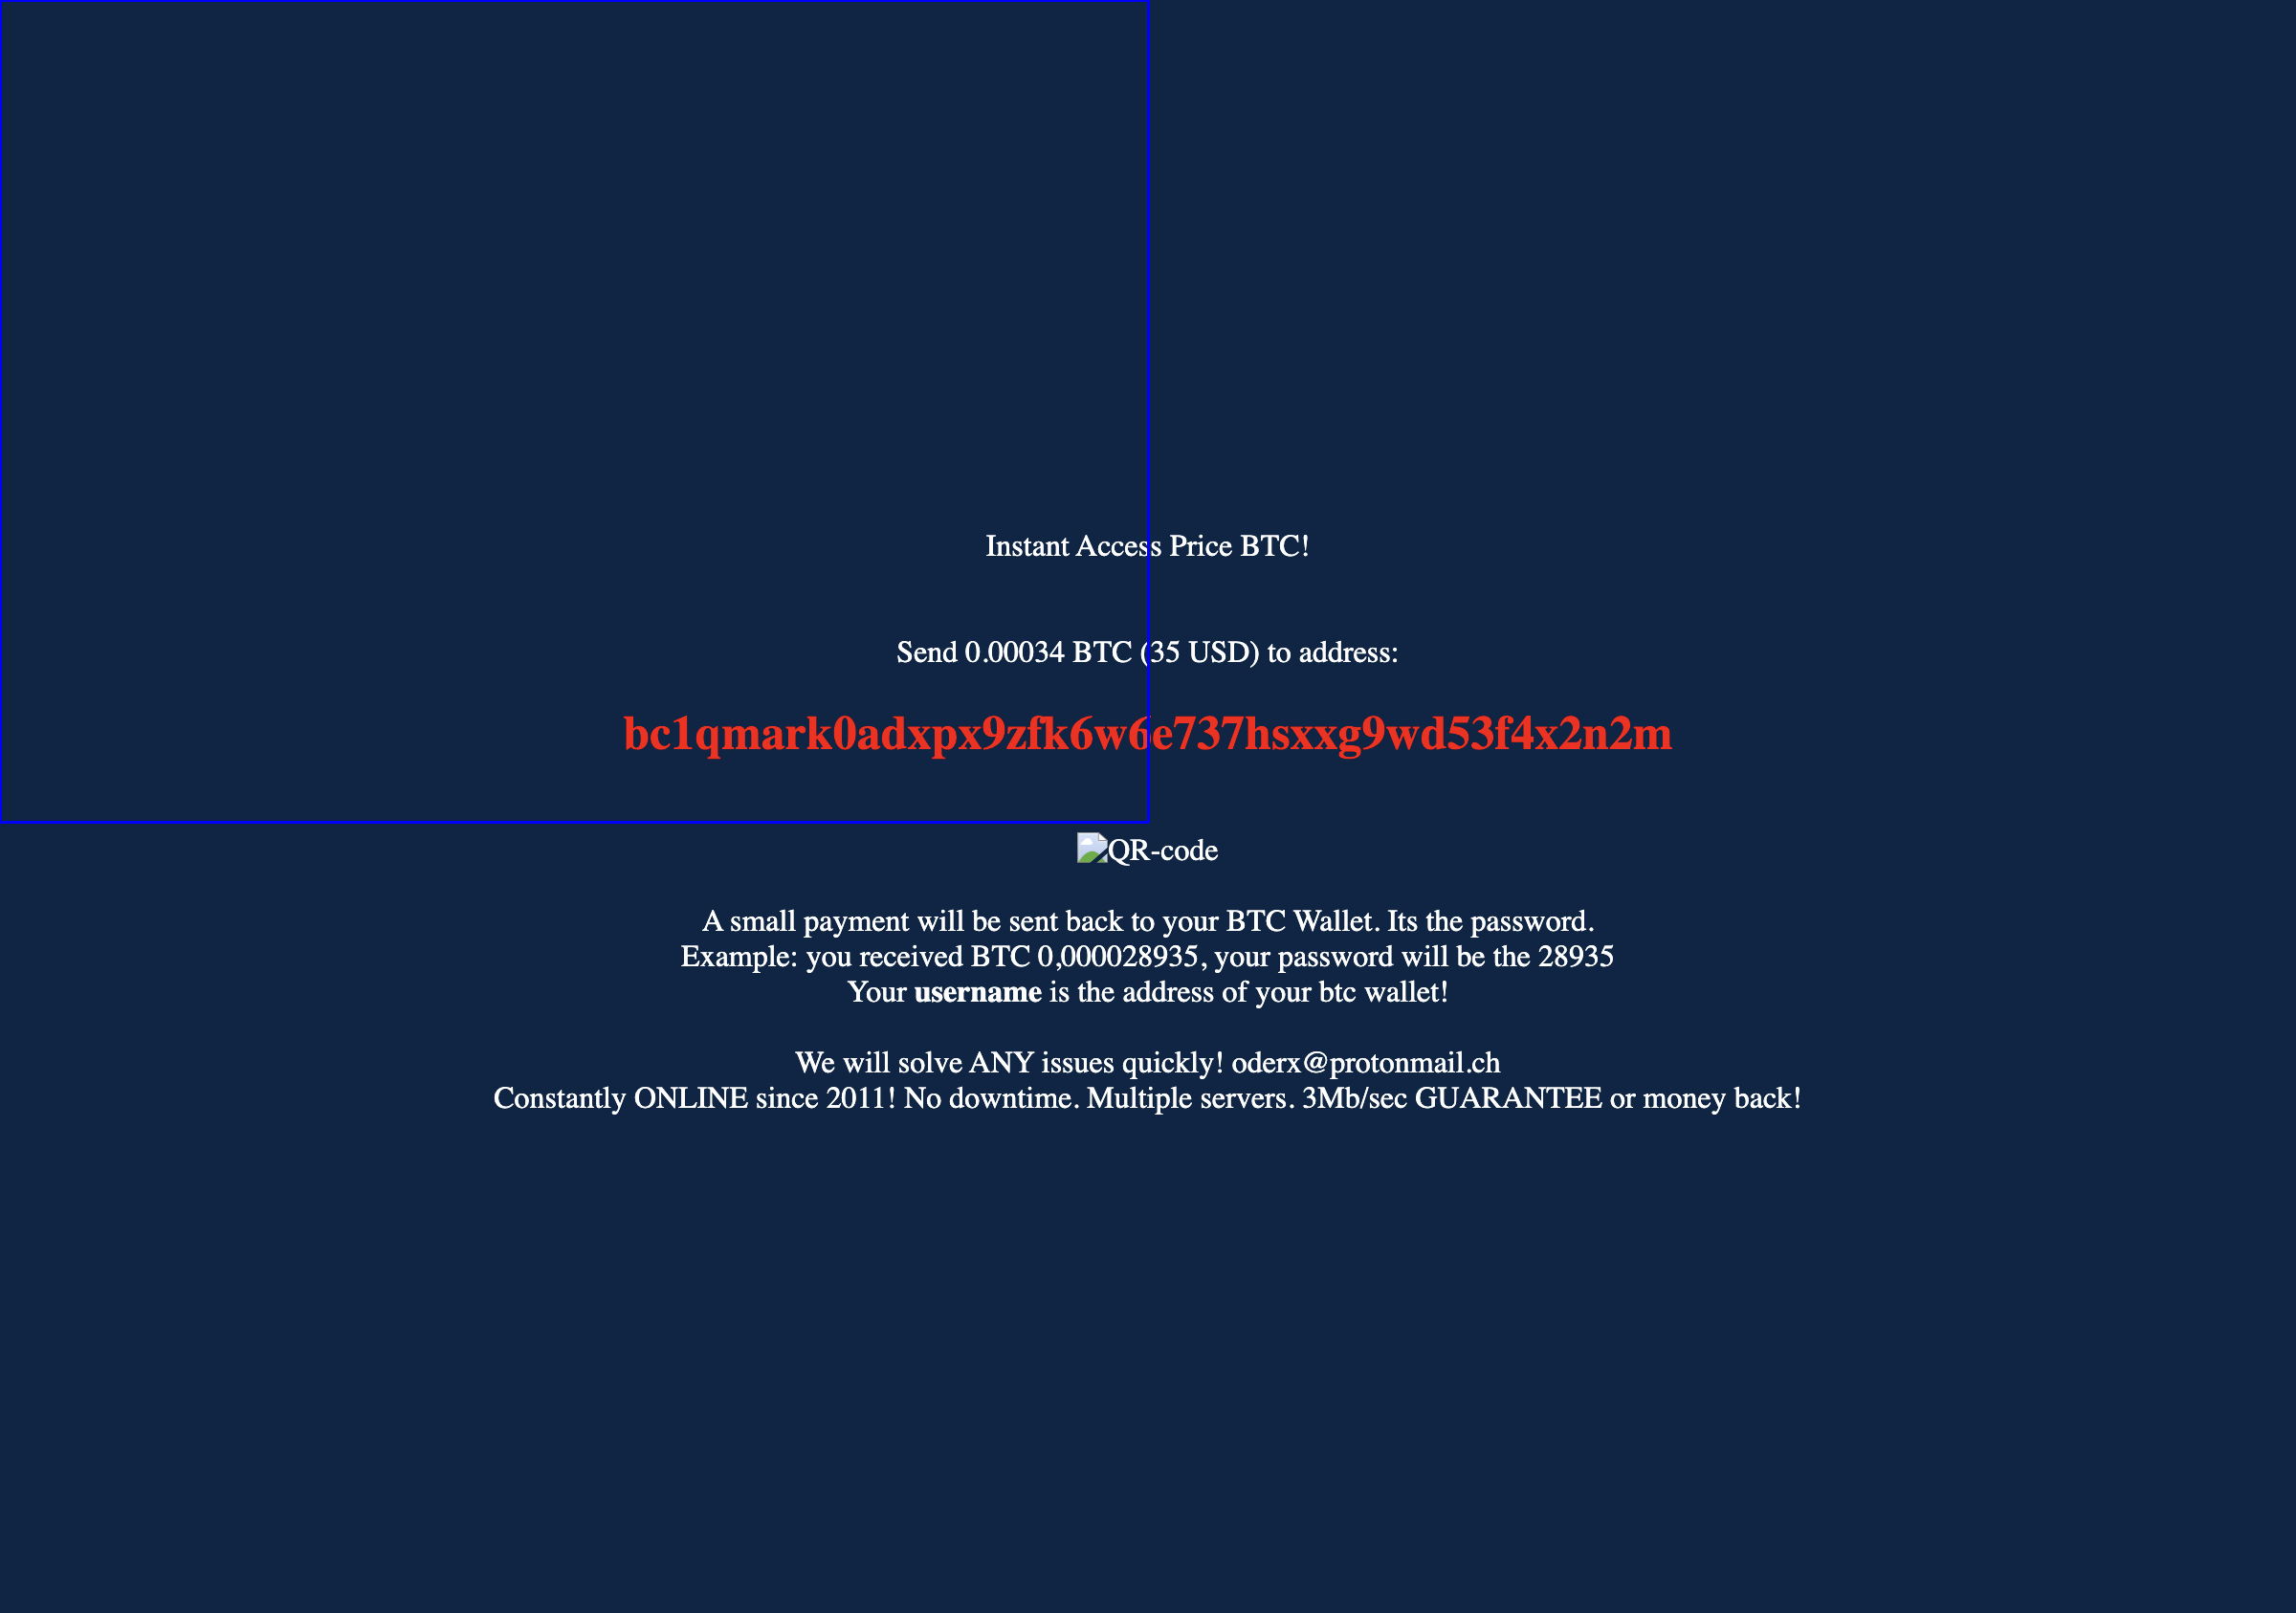 Instant Access Price BTC!
Send 0.00034 BTC (35 USD) to address:
bc1qmark0adxpx9zfk6w6e737hsxxg9wd53f4x2n2m
QR-code
A small payment will be sent back to your BTC Wallet. Its the password.
Example: you received BTC 0,000028935, your password will be the 28935
Your username is the address of your btc wallet!
We will solve ANY issues quickly! oderx@protonmail.ch
Constantly ONLINE since 2011! No downtime. Multiple servers. 3Mb/sec GUARANTEE or money back!